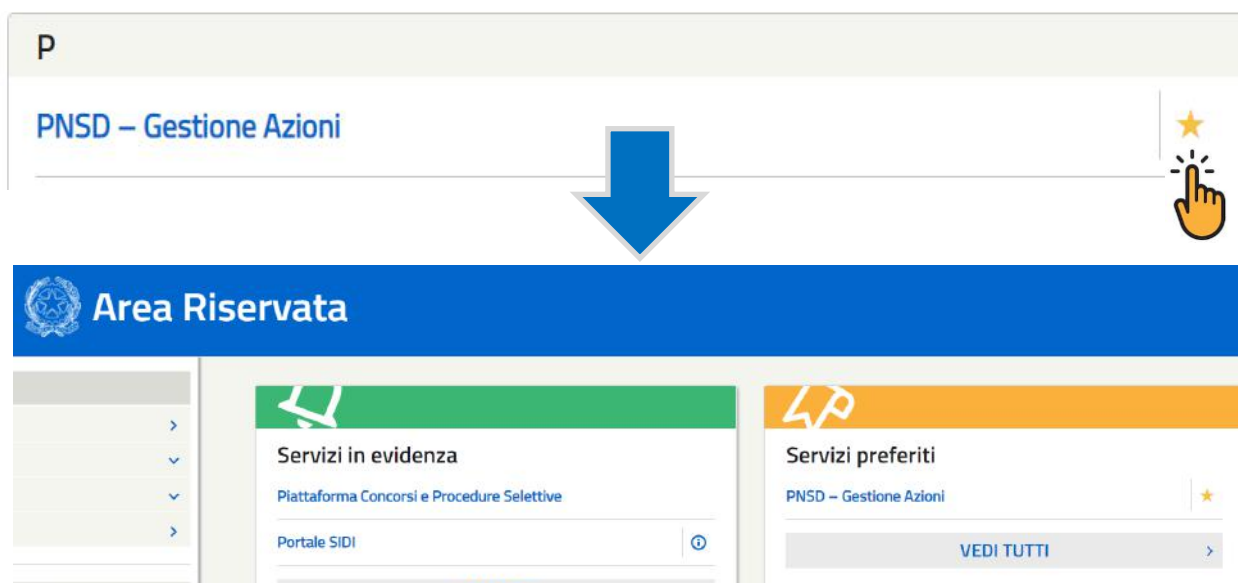 P
PNSD – Gestione Azioni
Area Riservata
Servizi in evidenza
Piattaforma Concorsi e Procedure Selettive
Portale SIDI
Servizi preferiti
PNSD – Gestione Azioni
VEDI TUTTI